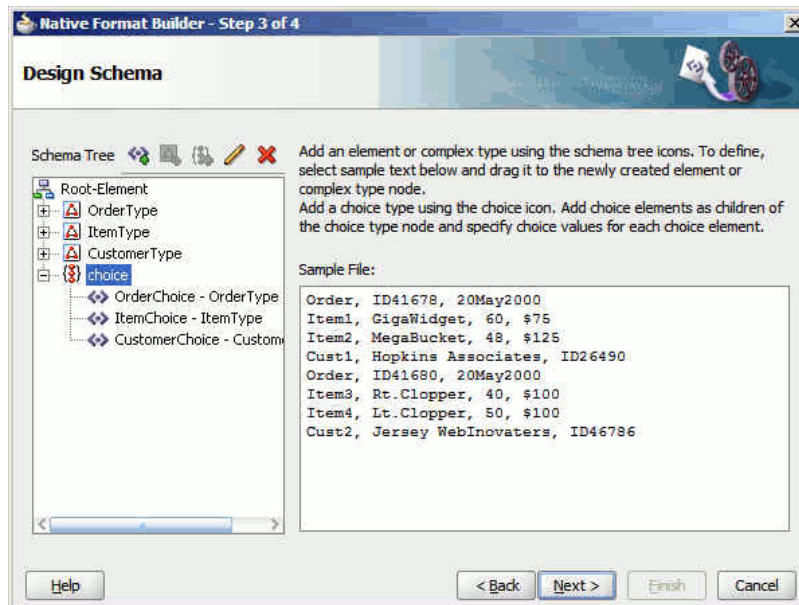 Native Format Builder - Step 3 of 4
Design Schema
Schema Tree
Root-Element
OrderType
ItemType
CustomerType
choice
OrderChoice - OrderType
ItemChoice - ItemType
CustomerChoice - Custom
Add an element or complex type using the schema tree icons. To define,
select sample text below and drag it to the newly created element or
complex type node.
Add a choice type using the choice icon. Add choice elements as children of
the choice type node and specify choice values for each choice element.
Sample File:
Order, ID41678, 20May2000
Item1, GigaWidget, 60, $75
Item2, MegaBucket, 48, $125
Cust1, Hopkins Associates, ID26490
Order, ID41680, 20May2000
Item3, Rt.Clopper, 40, $100
Item4, Lt.Clopper, 50, $100
Cust2, Jersey WebInovaters, ID46786
Help
< Back
Next >
Finish
Cancel